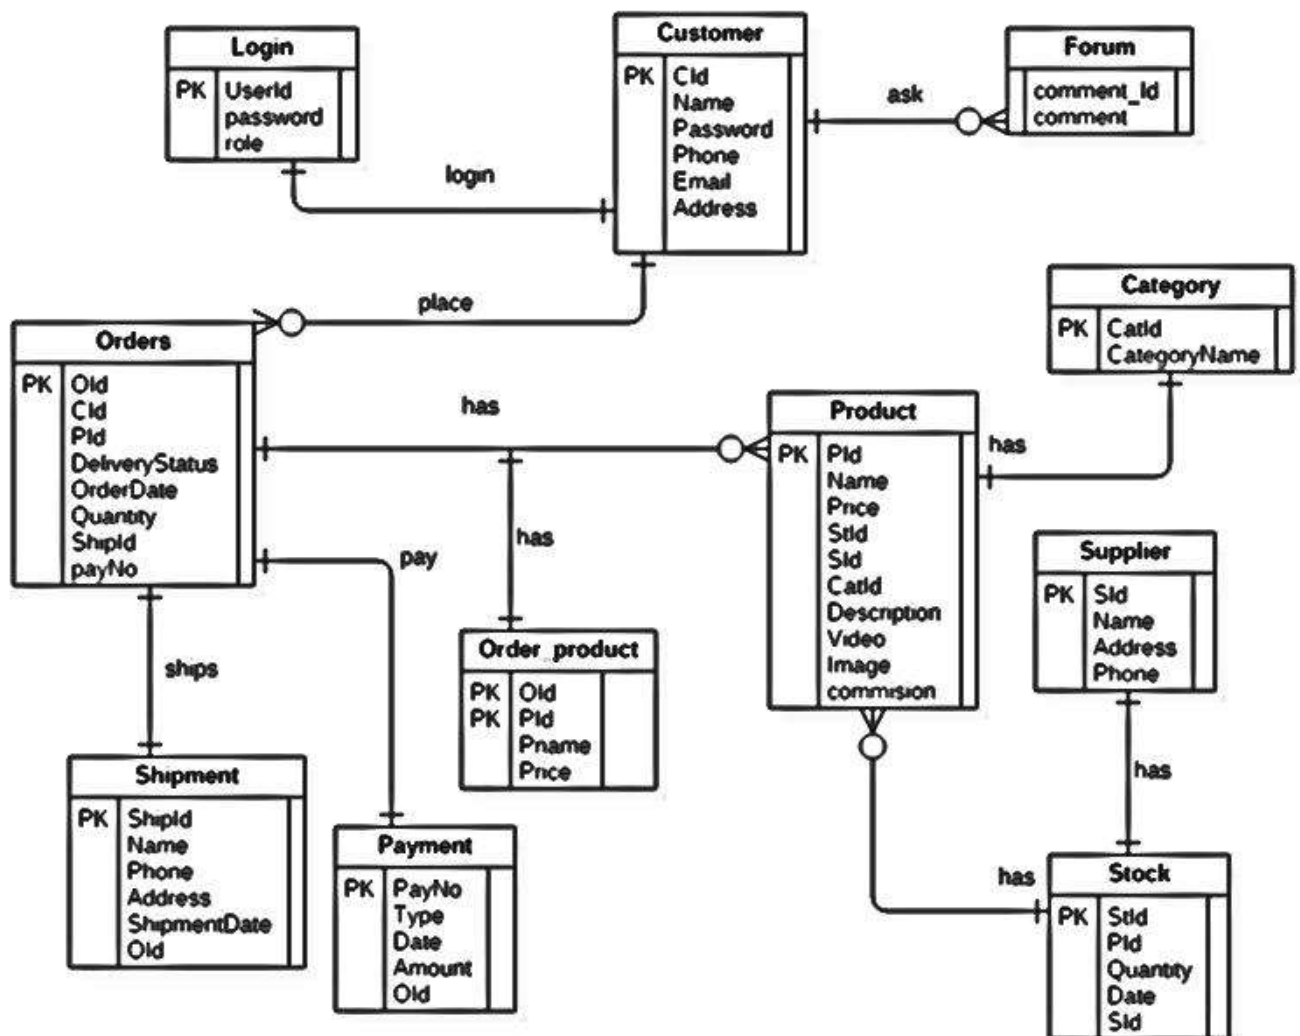 Login
PK UserId
password
role
Customer
PK CId
Name
Password
Phone
Email
Address
Forum
comment_Id
comment
ask
login
place
Category
PK CatId
CategoryName
Orders
PK OId
CId
PId
DeliveryStatus
OrderDate
Quantity
ShipId
payNo
has
Product
PK PId
Name
Price
StId
SId
CatId
Description
Video
Image
commision
has
has
pay
Supplier
PK SId
Name
Address
Phone
Order_product
PK OId
PK PId
Pname
Price
ships
has
Shipment
PK ShipId
Name
Phone
Address
ShipmentDate
OId
Payment
PK PayNo
Type
Date
Amount
OId
has
Stock
PK StId
PId
Quantity
Date
SId